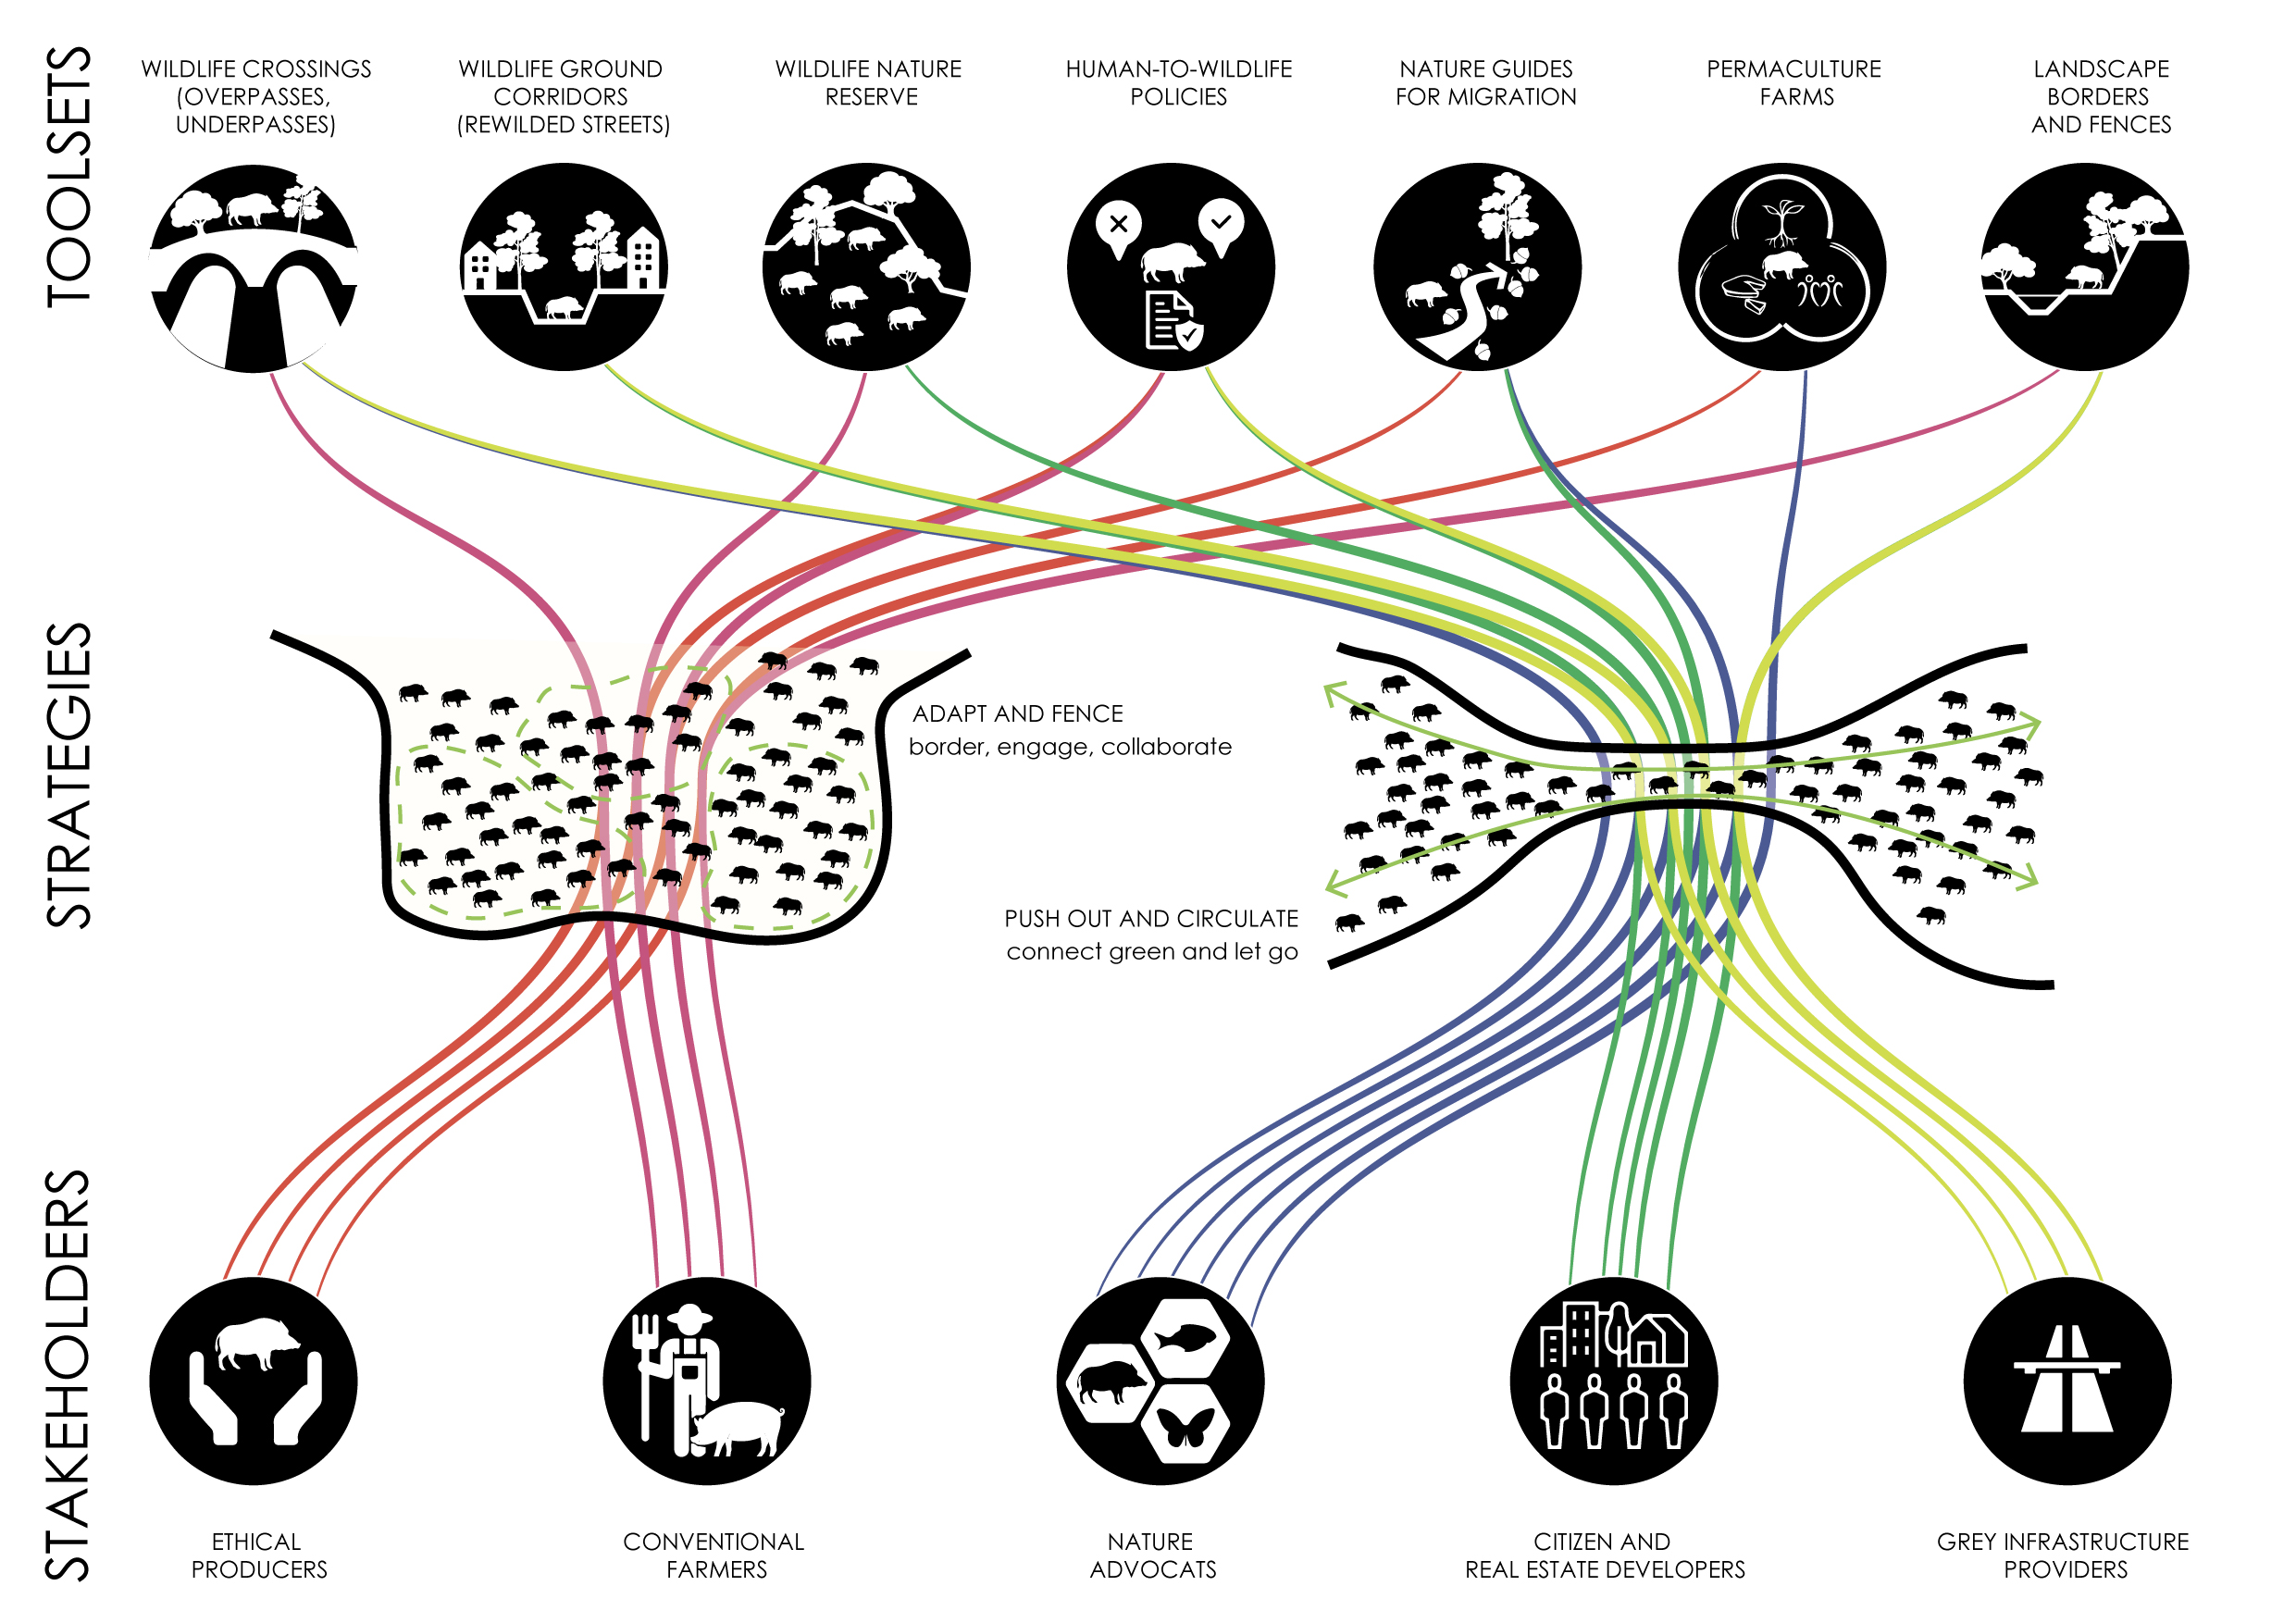 TOOLSETS
WILDLIFE CROSSINGS
(OVERPASSES,
UNDERPASSES)
WILDLIFE GROUND
CORRIDORS
(REWILDED STREETS)
WILDLIFE NATURE
RESERVE
HUMAN-TO-WILDLIFE
POLICIES
NATURE GUIDES
FOR MIGRATION
PERMACULTURE
FARMS
LANDSCAPE
BORDERS
AND FENCES
STRATEGIES
ADAPT AND FENCE
border, engage, collaborate
PUSH OUT AND CIRCULATE
connect green and let go
STAKEHOLDERS
ETHICAL
PRODUCERS
CONVENTIONAL
FARMERS
NATURE
ADVOCATS
CITIZEN AND
REAL ESTATE DEVELOPERS
GREY INFRASTRUCTURE
PROVIDERS